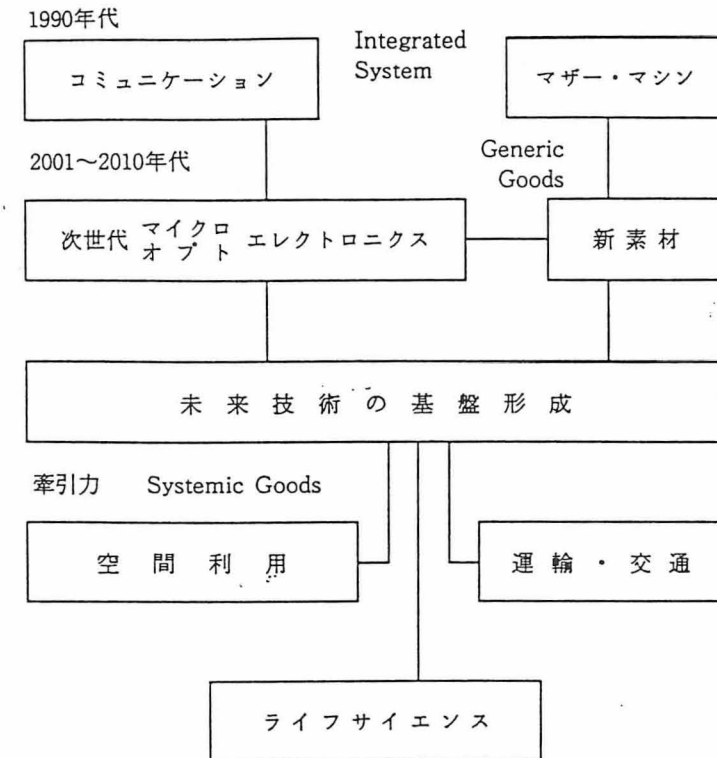 1990年代
Integrated
System
コミュニケーション
マザー・マシン
2001～2010年代
Generic
Goods
次世代 マイクロ エレクトロニクス
オプト
新素材
未来技術の基盤形成
牽引力 Systemic Goods
空間利用
運輸・交通
ライフサイエンス